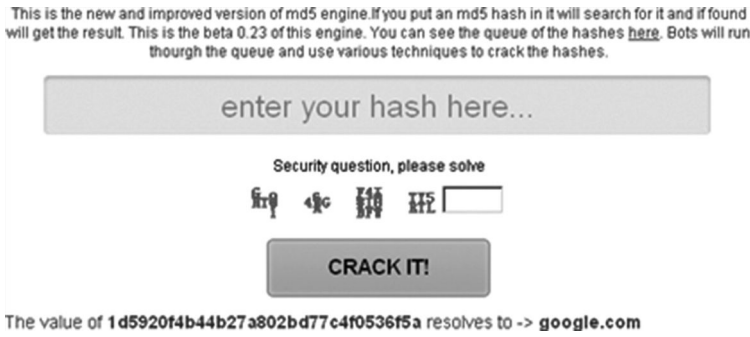 This is the new and improved version of md5 engine.If you put an md5 hash in it will search for it and if found
will get the result. This is the beta 0.23 of this engine. You can see the queue of the hashes here. Bots will run
thourgh the queue and use various techniques to crack the hashes.
enter your hash here...
Security question, please solve
CRACK IT!
The value of 1d5920f4b44b27a802bd77c4f0536f5a resolves to -> google.com